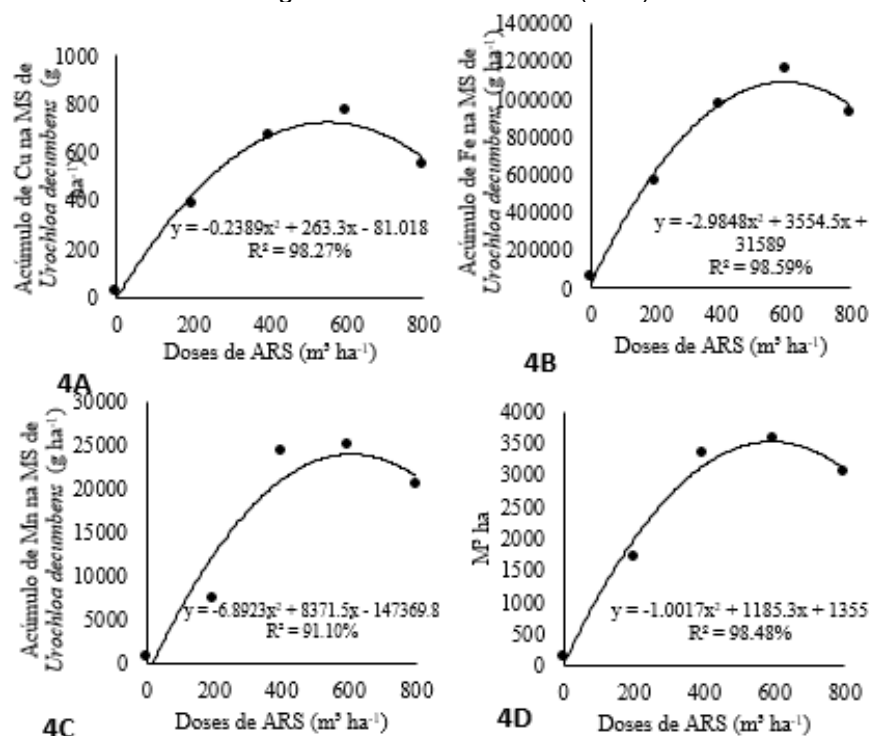 1000
800
600
400
200
0
0 200 400 600 800
Acúmulo de Cu na MS de
Urochloa decumbens (g
ha⁻¹)
y = -0.2389x² + 263.3x - 81.018
R² = 98.27%
Doses de ARS (m³ ha⁻¹)
4A
1400000
1200000
1000000
800000
600000
400000
200000
0
0 200 400 600 800
Acúmulo de Fe na MS de
Urochloa decumbens (g ha⁻¹)
y = -2.9848x² + 3554.5x +
31589
R² = 98.59%
Doses de ARS (m³ ha⁻¹)
4B
30000
25000
20000
15000
10000
5000
0
0 200 400 600 800
Acúmulo de Mn na MS de
Urochloa decumbens (g ha⁻¹)
y = -6.8923x² + 8371.5x - 147369.8
R² = 91.10%
Doses de ARS (m³ ha⁻¹)
4C
4000
3500
3000
2500
2000
1500
1000
500
0
0 200 400 600 800
M³ ha
y = -1.0017x² + 1185.3x + 1355
R² = 98.48%
Doses de ARS (m³ ha⁻¹)
4D